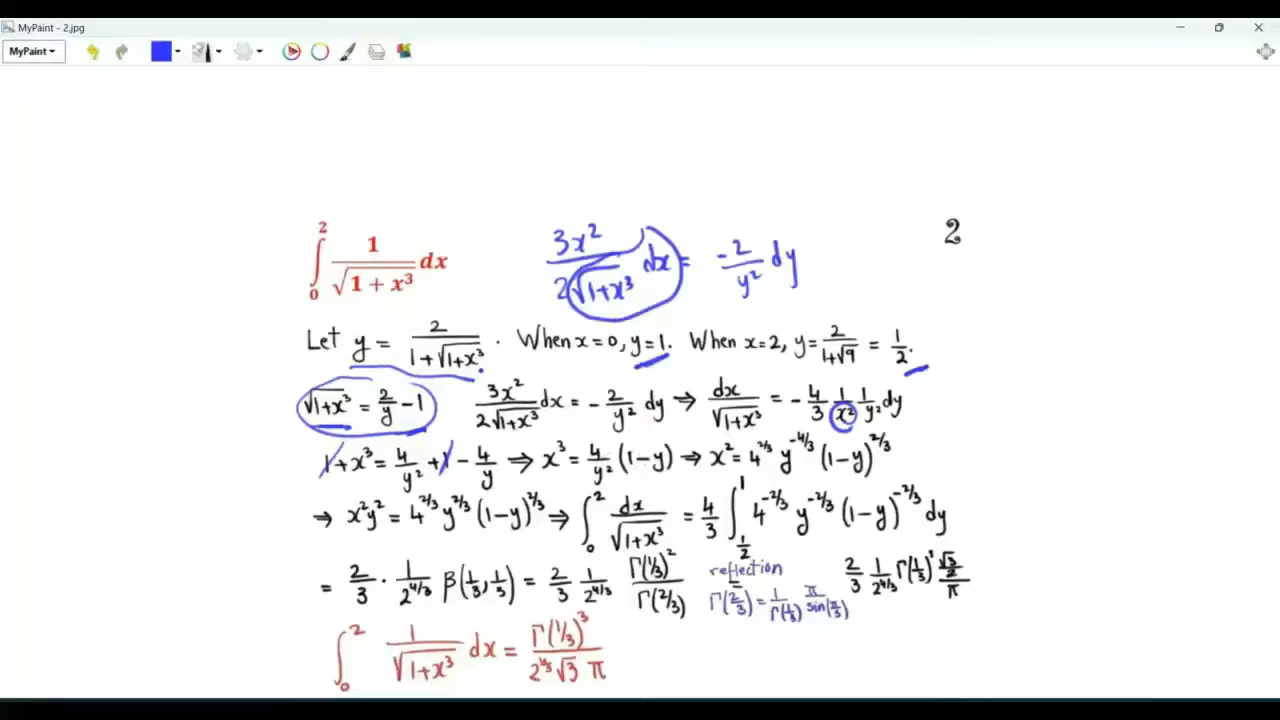 MyPaint - 2.jpg
MyPaint
2
∫₀² 1/√(1 + x³) dx
3x²/(2√(1+x³)) dx = -2/y² dy
Let y = 2/(1+√(1+x³)) . When x=0, y=1. When x=2, y= 2/(1+√9) = 1/2.
√(1+x³) = 2/y - 1   3x²/(2√(1+x³)) dx = - 2/y² dy ⇒ dx/√(1+x³) = - 4/3 1/x² 1/y² dy
1+x³ = 4/y² + 1 - 4/y ⇒ x³ = 4/y² (1-y) ⇒ x² = 4^(2/3) y^(-4/3) (1-y)^(2/3)
⇒ x²y² = 4^(2/3) y^(2/3) (1-y)^(2/3) ⇒ ∫₀² dx/√(1+x³) = 4/3 ∫_(1/2)^1 4^(-2/3) y^(-2/3) (1-y)^(-2/3) dy
= 2/3 · 1/2^(4/3) β(1/3, 1/3) = 2/3 1/2^(4/3) Γ(1/3)²/Γ(2/3) reflection = Γ(2/3) = 1/Γ(1/3) π/sin(π/3) 2/3 1/2^(4/3) Γ(1/3)³ (√3/2)/π
∫₀² 1/√(1+x³) dx = Γ(1/3)³/(2^(4/3) √3 π)